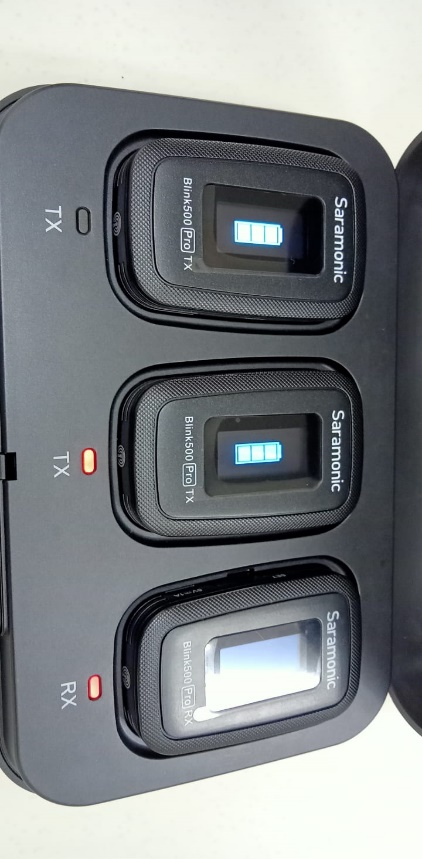 Saramonic
Blink500 Pro TX
TX
Saramonic
Blink500 Pro TX
TX
Saramonic
Blink500 Pro RX
RX